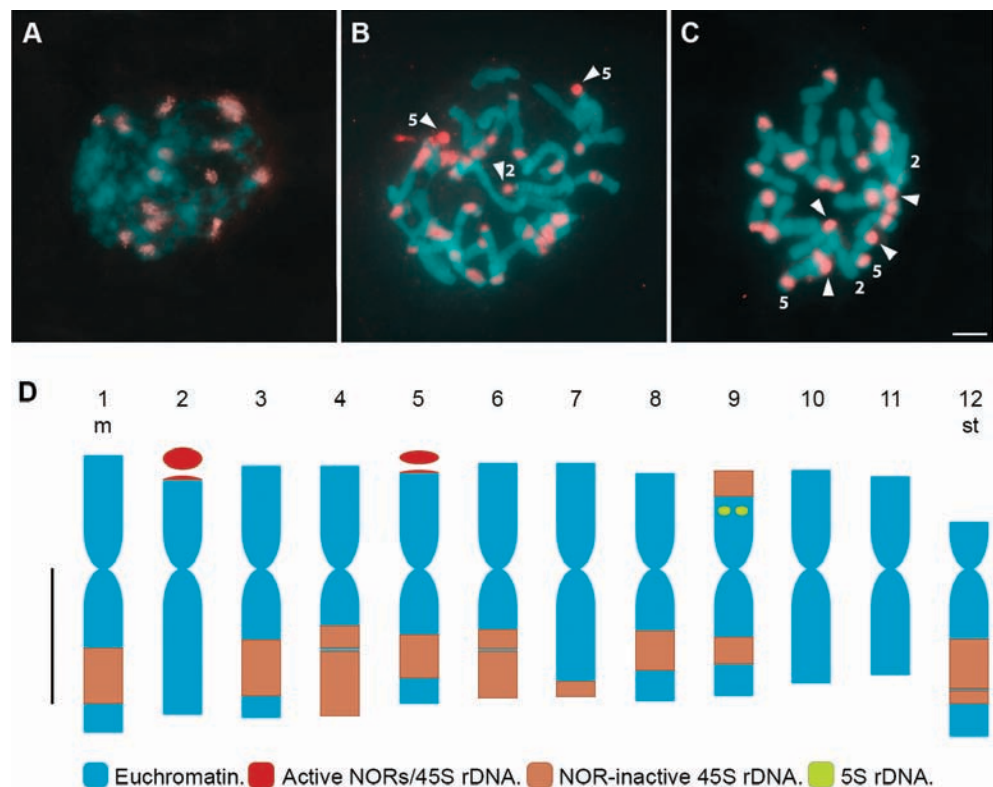 A B C
5
5
2
2
5
5 2
D
1 2 3 4 5 6 7 8 9 10 11 12
m st
Euchromatin. Active NORs/45S rDNA. NOR-inactive 45S rDNA. 5S rDNA.